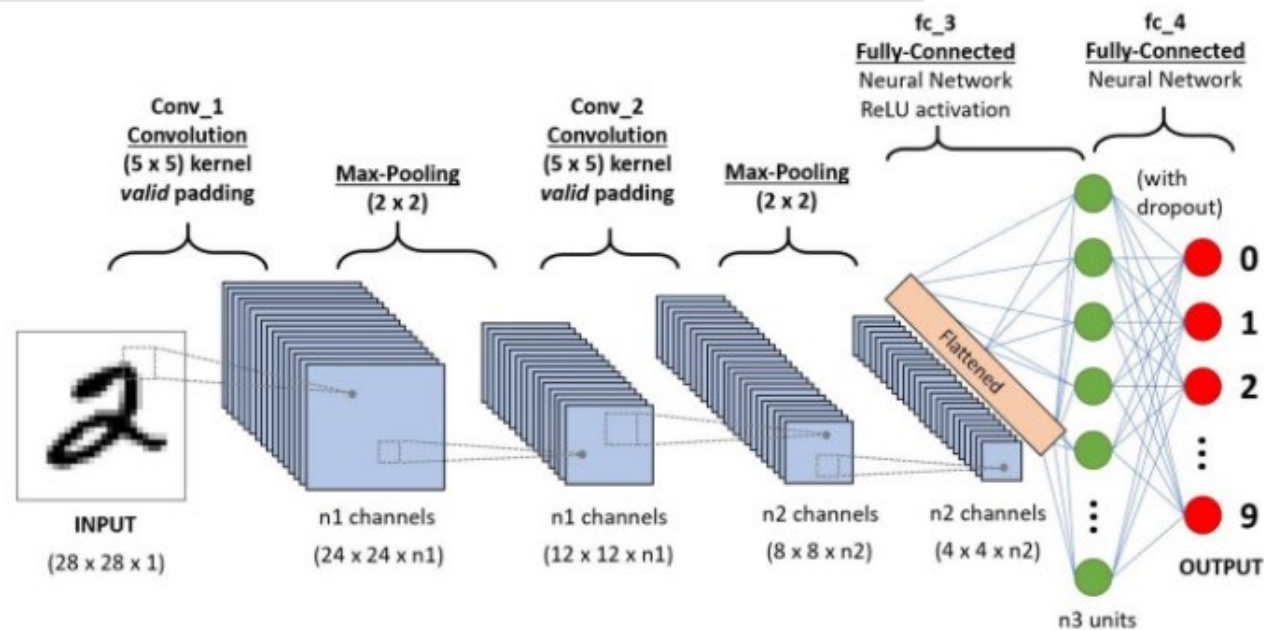 Conv_1
Convolution
(5 x 5) kernel
valid padding
Max-Pooling
(2 x 2)
Conv_2
Convolution
(5 x 5) kernel
valid padding
Max-Pooling
(2 x 2)
fc_3
Fully-Connected
Neural Network
ReLU activation
fc_4
Fully-Connected
Neural Network
(with
dropout)
Flattened
0
1
2
9
OUTPUT
2
INPUT
(28 x 28 x 1)
n1 channels
(24 x 24 x n1)
n1 channels
(12 x 12 x n1)
n2 channels
(8 x 8 x n2)
n2 channels
(4 x 4 x n2)
n3 units